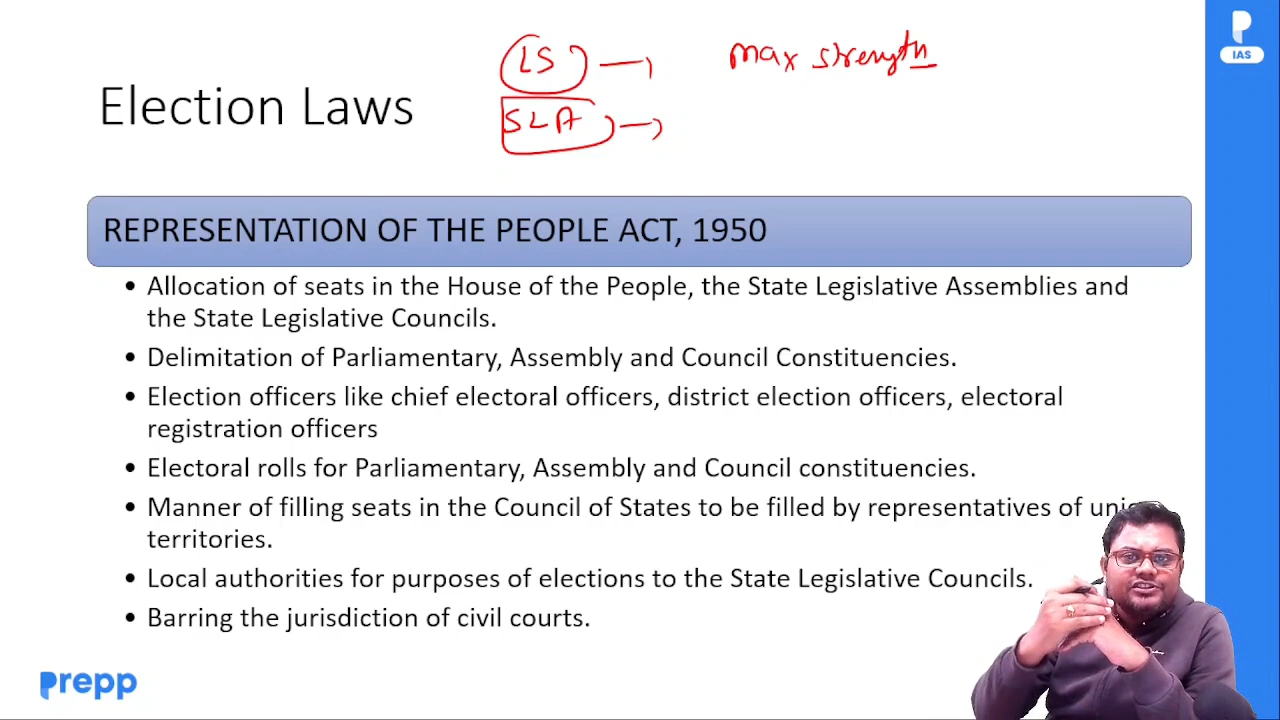 LS
max strength
P
IAS
Election Laws
SLA
REPRESENTATION OF THE PEOPLE ACT, 1950
• Allocation of seats in the House of the People, the State Legislative Assemblies and
the State Legislative Councils.
• Delimitation of Parliamentary, Assembly and Council Constituencies.
• Election officers like chief electoral officers, district election officers, electoral
registration officers
• Electoral rolls for Parliamentary, Assembly and Council constituencies.
• Manner of filling seats in the Council of States to be filled by representatives of
territories.
• Local authorities for purposes of elections to the State Legislative Councils.
• Barring the jurisdiction of civil courts.
prepp